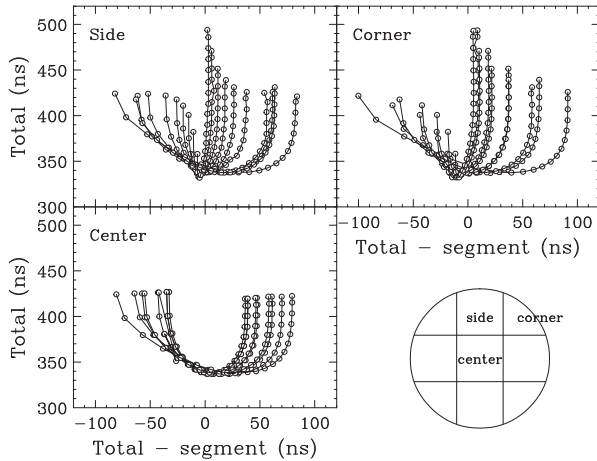 Side
Corner
500
450
400
350
300
Total (ns)
−100 −50 0 50 100
Total − segment (ns)
Center
500
450
400
350
300
Total (ns)
−100 −50 0 50 100
Total − segment (ns)
side
corner
center